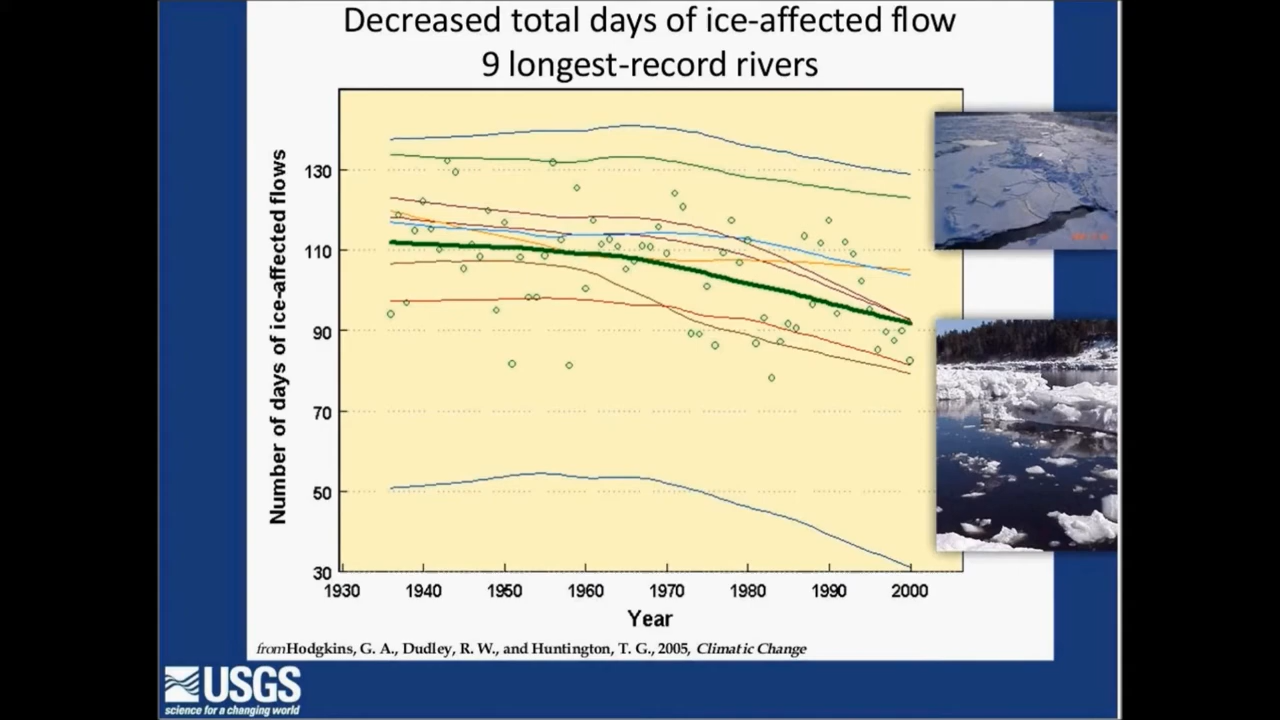 Decreased total days of ice-affected flow
9 longest-record rivers
Number of days of ice-affected flows
130
110
90
70
50
30
1930 1940 1950 1960 1970 1980 1990 2000
Year
from Hodgkins, G. A., Dudley, R. W., and Huntington, T. G., 2005, Climatic Change
USGS
science for a changing world